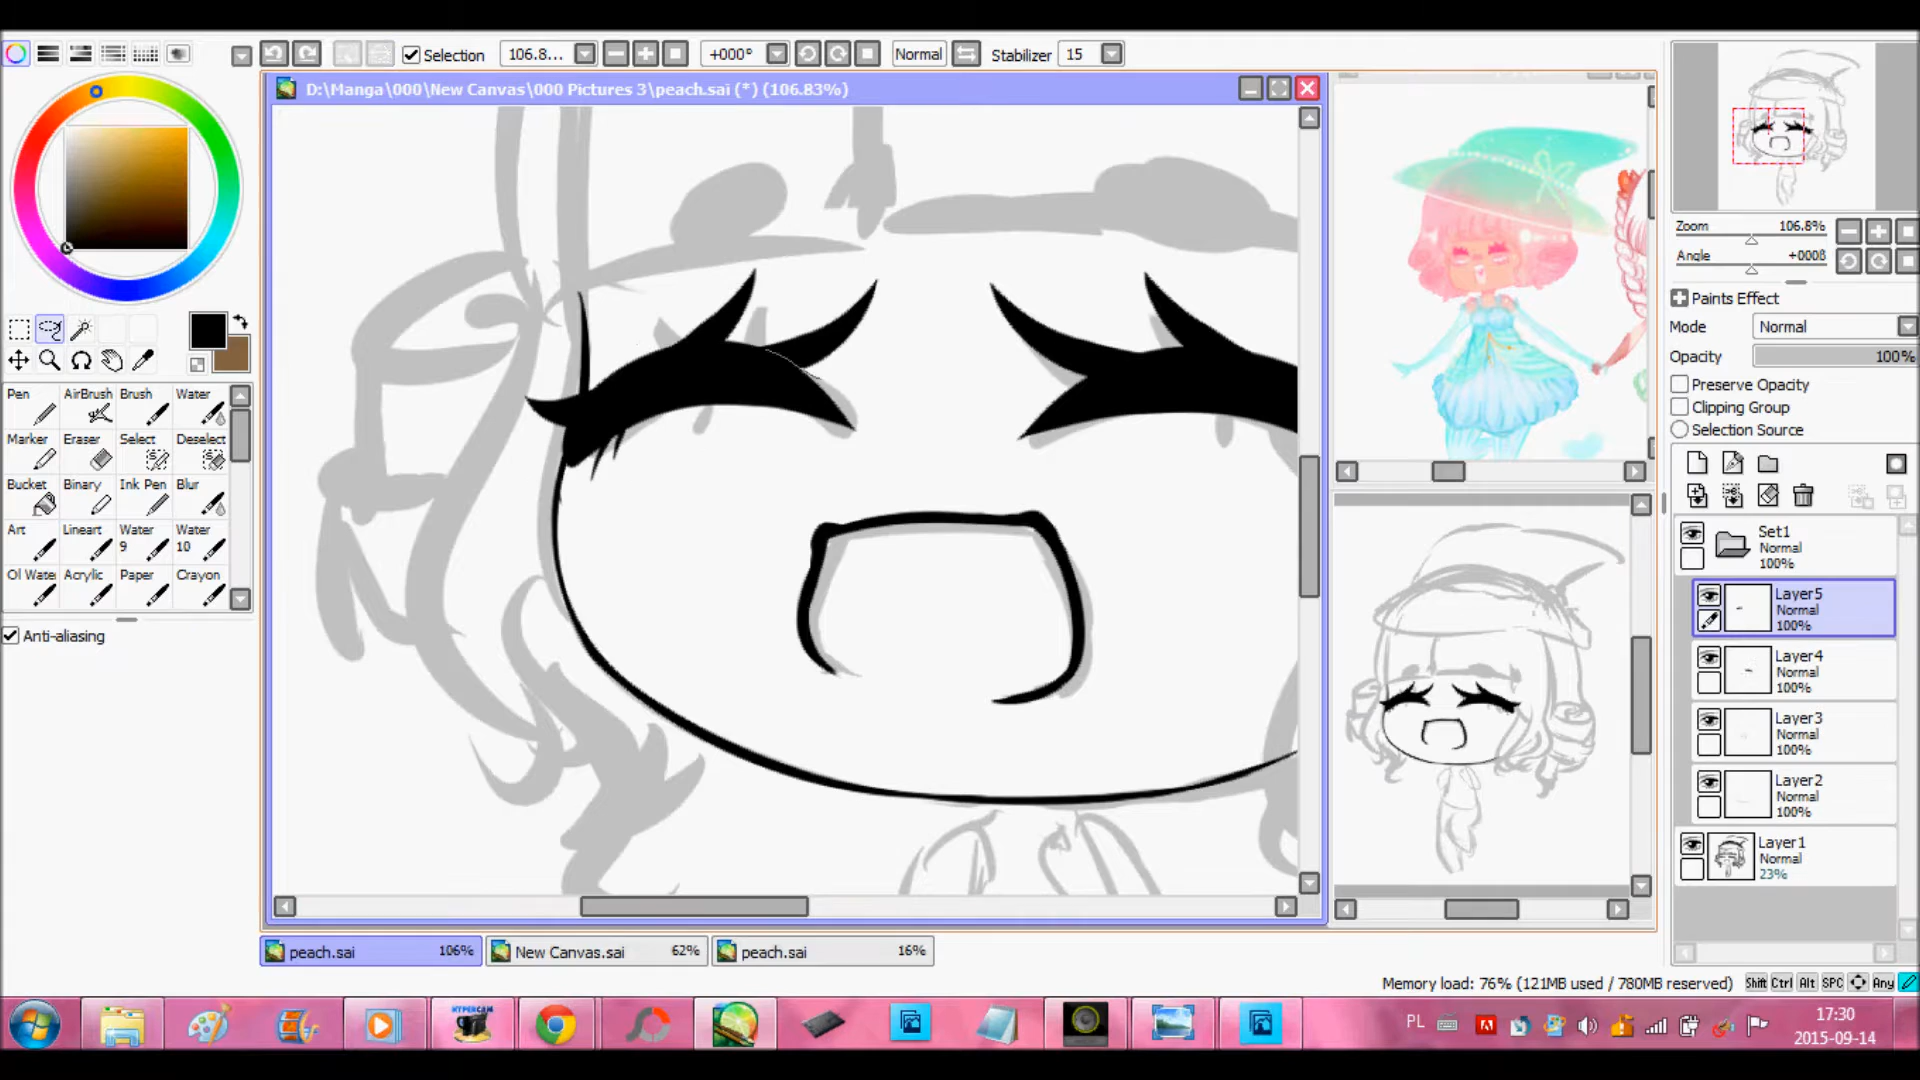 Selection
106.8...
+000°
Normal
Stabilizer
15
D:\Manga\000\New Canvas\000 Pictures 3\peach.sai (*) (106.83%)
Pen
AirBrush
Brush
Water
Marker
Eraser
Select
Deselect
Bucket
Binary
Ink Pen
Blur
Art
Lineart
Water 9
Water 10
Ol Wate
Acrylic
Paper
Crayon
Anti-aliasing
Zoom
106.8%
Angle
+000ß
Paints Effect
Mode
Normal
Opacity
100%
Preserve Opacity
Clipping Group
Selection Source
Set1
Normal
100%
Layer5
Normal
100%
Layer4
Normal
100%
Layer3
Normal
100%
Layer2
Normal
100%
Layer1
Normal
23%
peach.sai
106%
New Canvas.sai
62%
peach.sai
16%
Memory load: 76% (121MB used / 780MB reserved)
Shift Ctrl Alt SPC Any
HYPERCAM
PL
17:30
2015-09-14